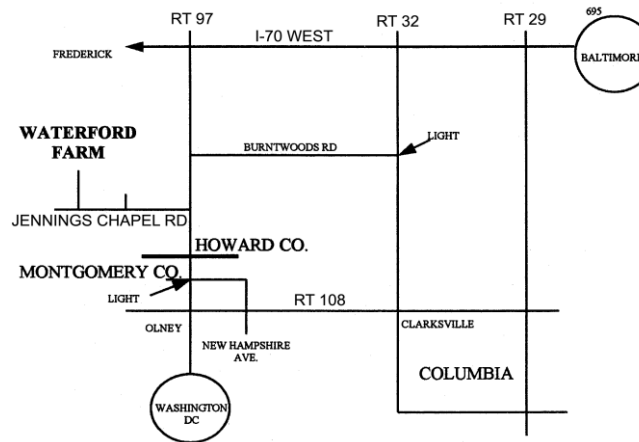 RT 97
RT 32
RT 29
695
I-70 WEST
FREDERICK
BALTIMORE
WATERFORD
FARM
BURNTWOODS RD
LIGHT
JENNINGS CHAPEL RD
HOWARD CO.
MONTGOMERY CO.
LIGHT
RT 108
OLNEY
NEW HAMPSHIRE
AVE.
CLARKSVILLE
COLUMBIA
WASHINGTON
DC